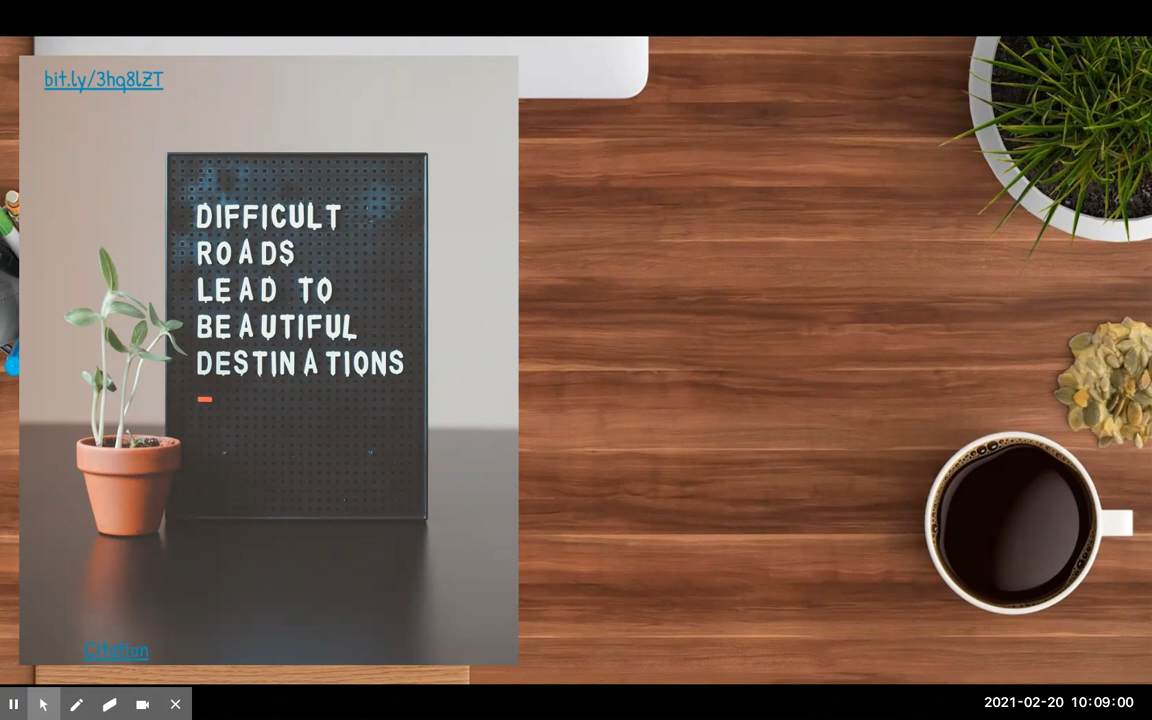 bit.ly/3hq8lZT
DIFFICULT
ROADS
LEAD TO
BEAUTIFUL
DESTINATIONS
Citation
2021-02-20 10:09:00